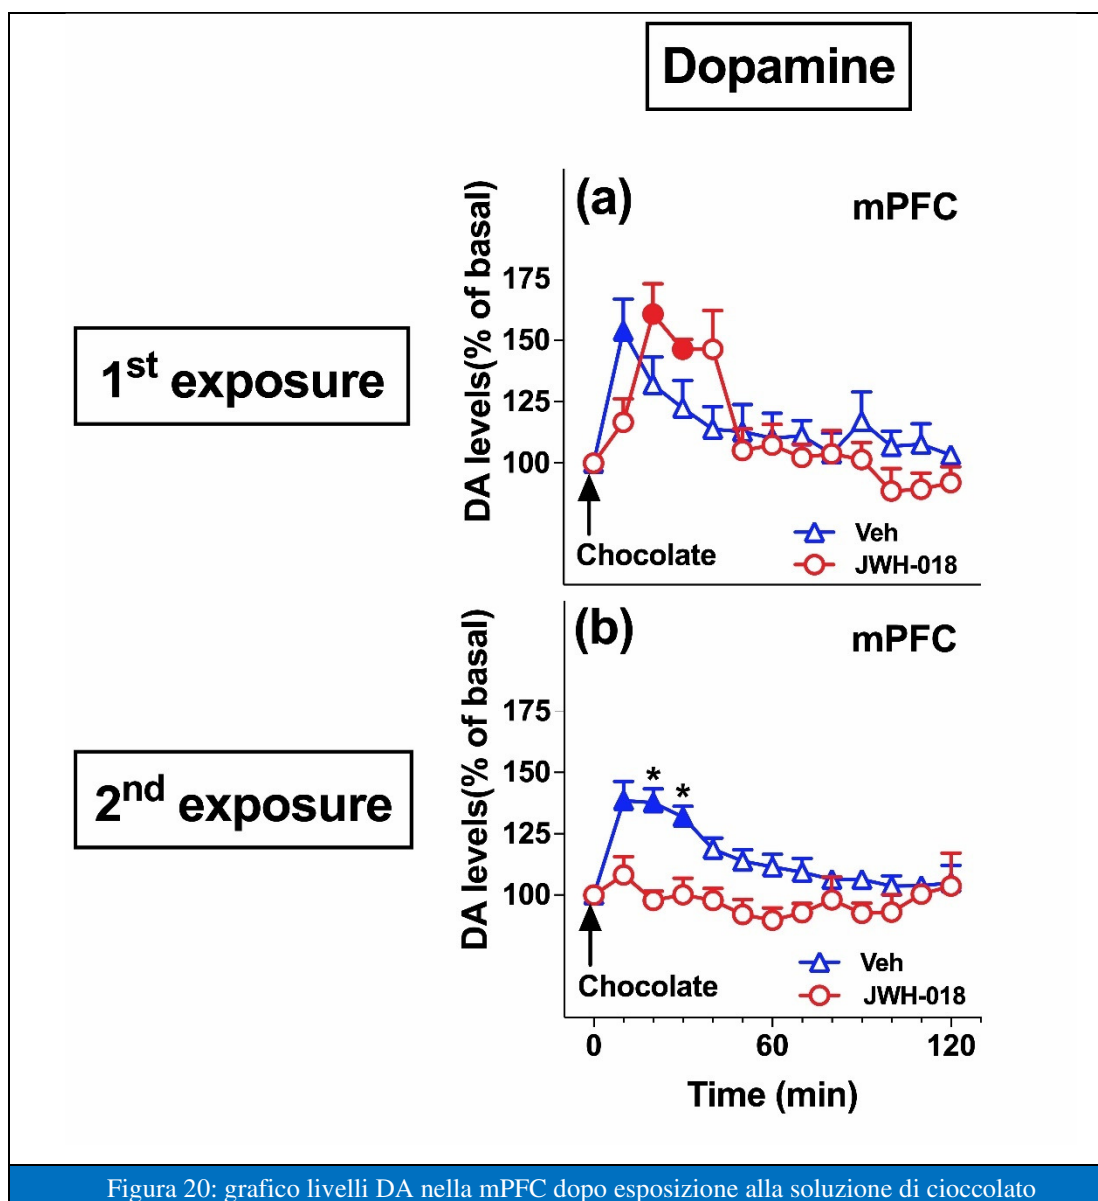 Dopamine
1st exposure
(a)
mPFC
DA levels(% of basal)
175
150
125
100
Chocolate
Veh
JWH-018
2nd exposure
(b)
mPFC
DA levels(% of basal)
175
150
125
100
* *
Chocolate
Veh
JWH-018
0 60 120
Time (min)
Figura 20: grafico livelli DA nella mPFC dopo esposizione alla soluzione di cioccolato